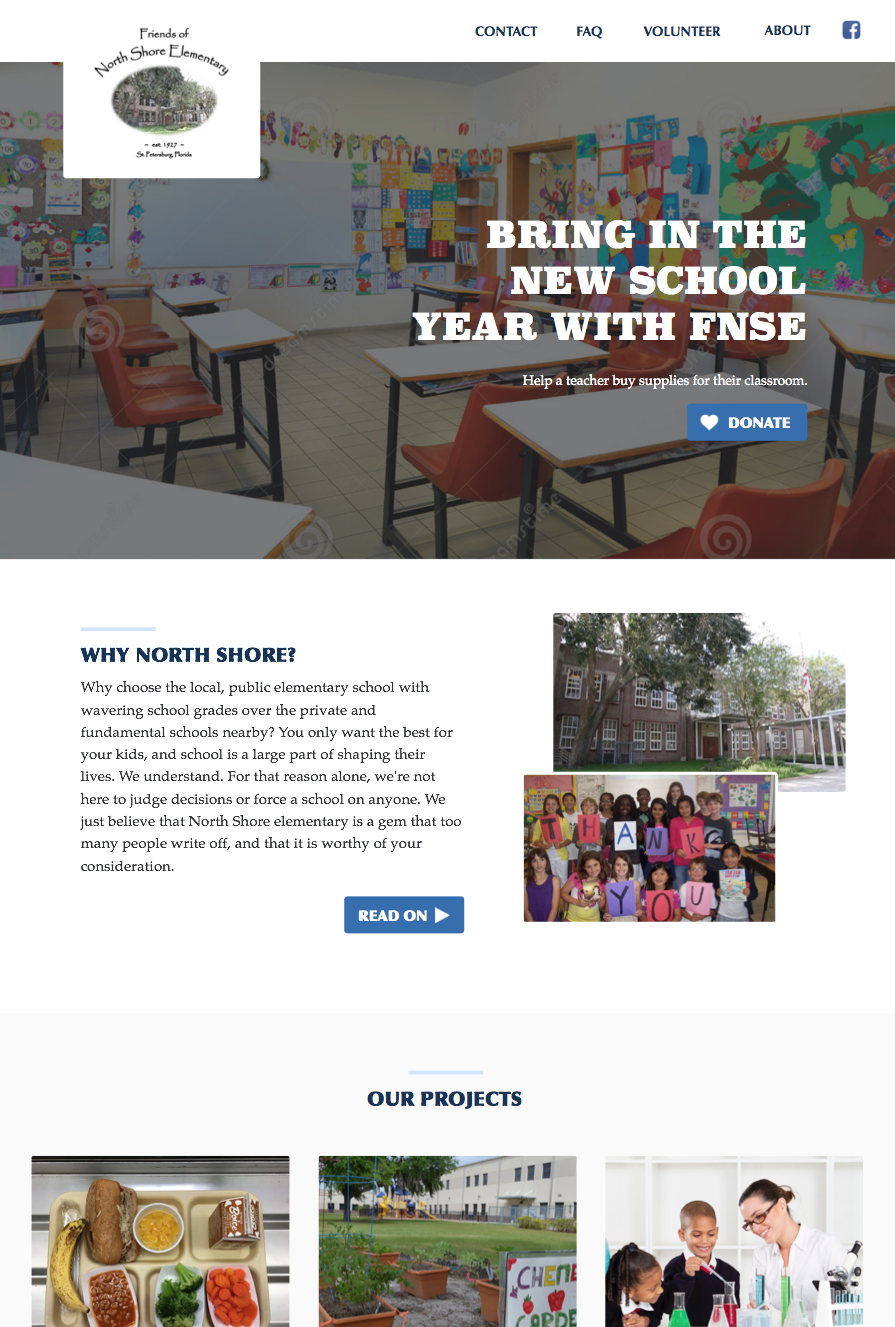 Friends of
North Shore Elementary
~ est. 1927 ~
St. Petersburg, Florida
CONTACT FAQ VOLUNTEER ABOUT
BRING IN THE
NEW SCHOOL
YEAR WITH FNSE
Help a teacher buy supplies for their classroom.
DONATE
WHY NORTH SHORE?
Why choose the local, public elementary school with
wavering school grades over the private and
fundamental schools nearby? You only want the best for
your kids, and school is a large part of shaping their
lives. We understand. For that reason alone, we're not
here to judge decisions or force a school on anyone. We
just believe that North Shore elementary is a gem that too
many people write off, and that it is worthy of your
consideration.
READ ON
THANK
YOU
OUR PROJECTS